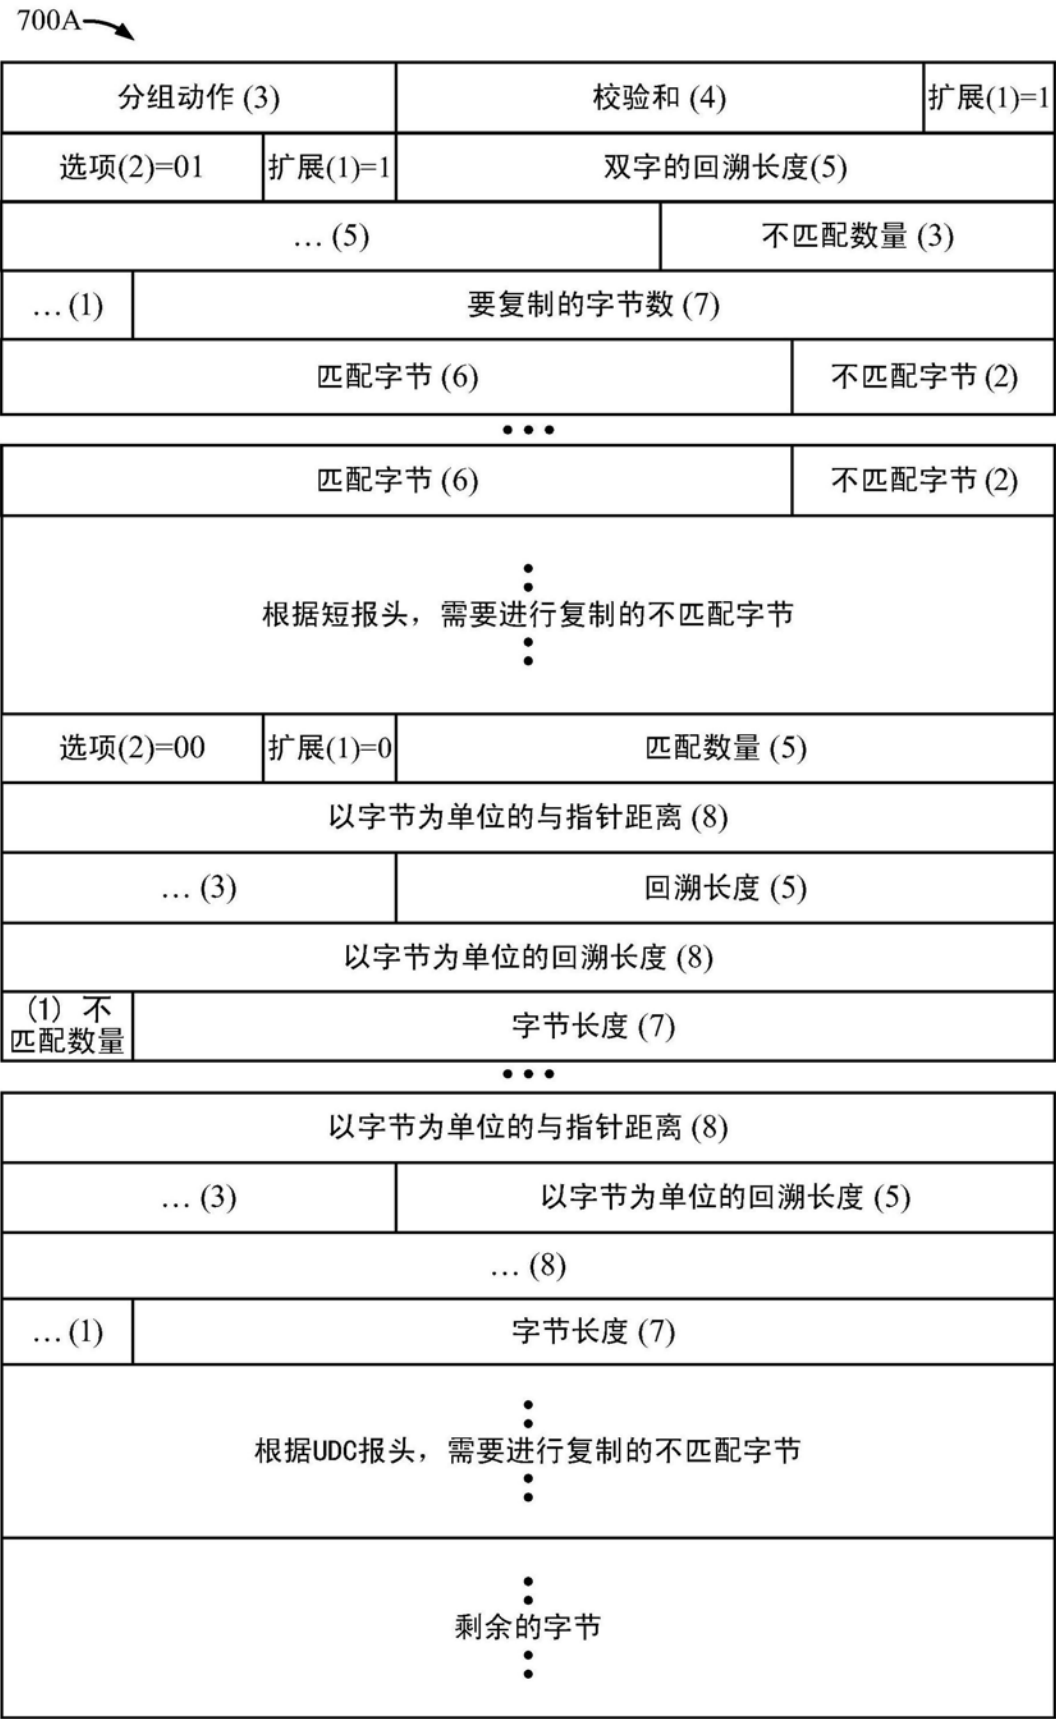 700A
分组动作 (3) 校验和 (4) 扩展(1)=1
选项(2)=01 扩展(1)=1 双字的回溯长度(5)
… (5) 不匹配数量 (3)
… (1) 要复制的字节数 (7)
匹配字节 (6) 不匹配字节 (2)
•••
匹配字节 (6) 不匹配字节 (2)
根据短报头，需要进行复制的不匹配字节
选项(2)=00 扩展(1)=0 匹配数量 (5)
以字节为单位的与指针距离 (8)
… (3) 回溯长度 (5)
以字节为单位的回溯长度 (8)
(1) 不
匹配数量 字节长度 (7)
•••
以字节为单位的与指针距离 (8)
… (3) 以字节为单位的回溯长度 (5)
… (8)
… (1) 字节长度 (7)
根据UDC报头，需要进行复制的不匹配字节
剩余的字节